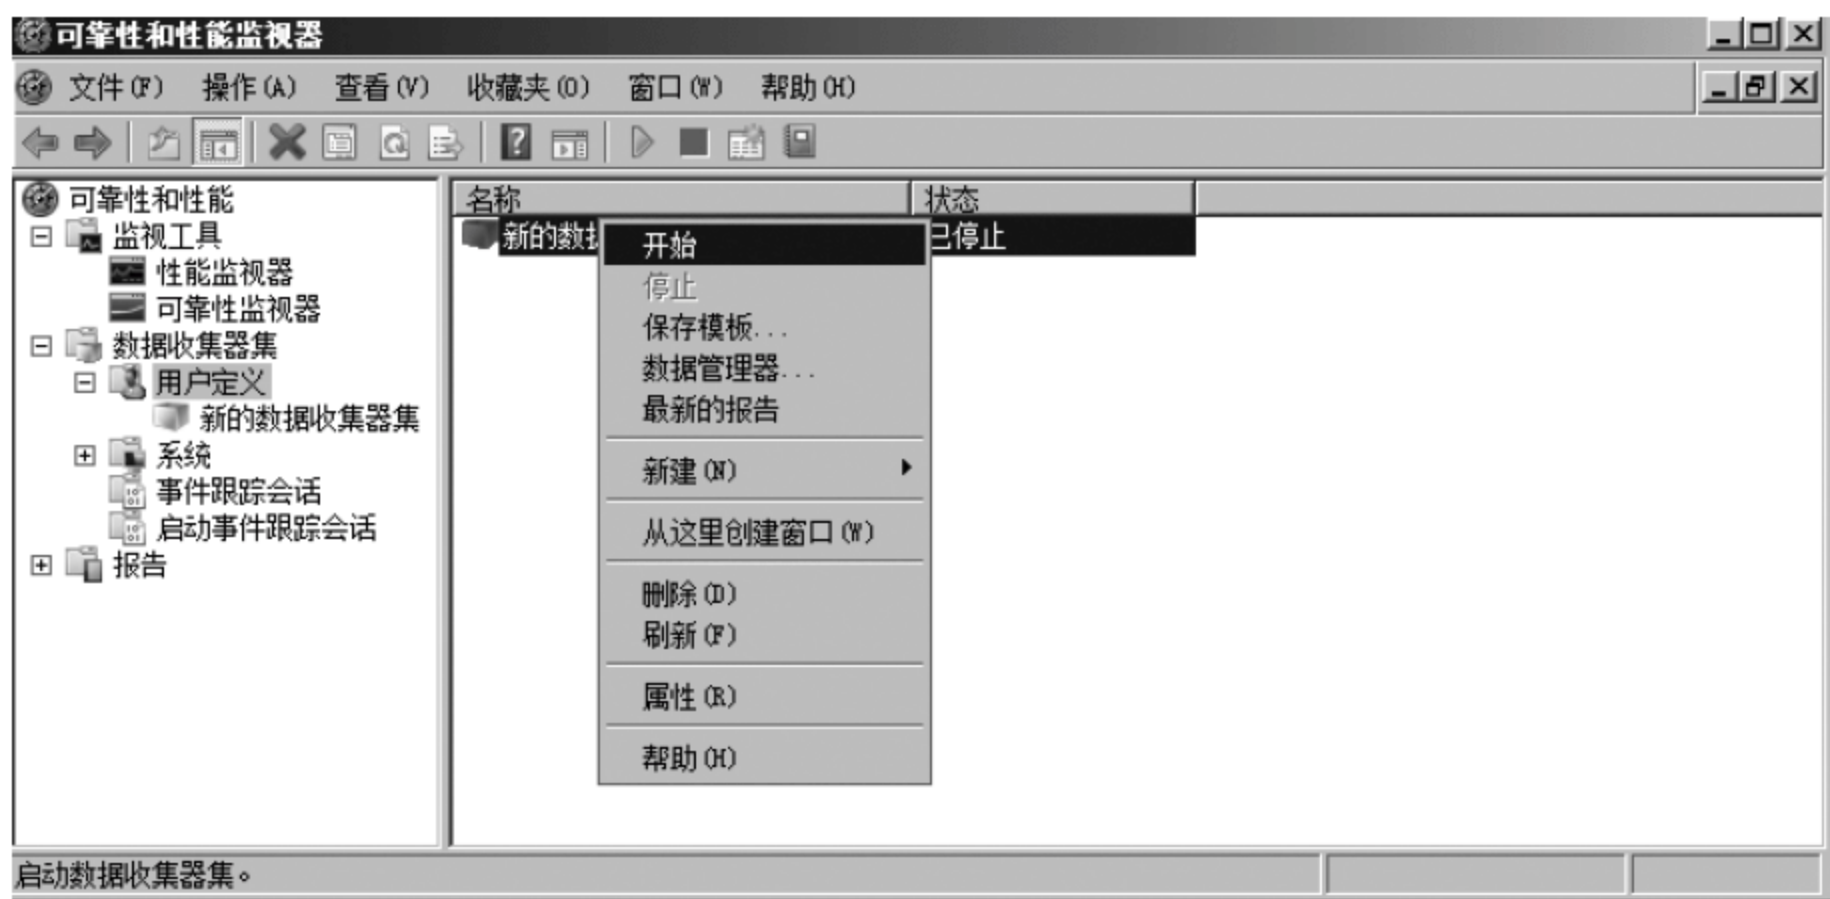 可靠性和性能监视器
文件(F) 操作(A) 查看(V) 收藏夹(O) 窗口(W) 帮助(H)
可靠性和性能
监视工具
性能监视器
可靠性监视器
数据收集器集
用户定义
新的数据收集器集
系统
事件跟踪会话
启动事件跟踪会话
报告
名称 状态
新的数据 已停止
开始
停止
保存模板...
数据管理器...
最新的报告
新建(N)
从这里创建窗口(W)
删除(D)
刷新(F)
属性(R)
帮助(H)
启动数据收集器集。